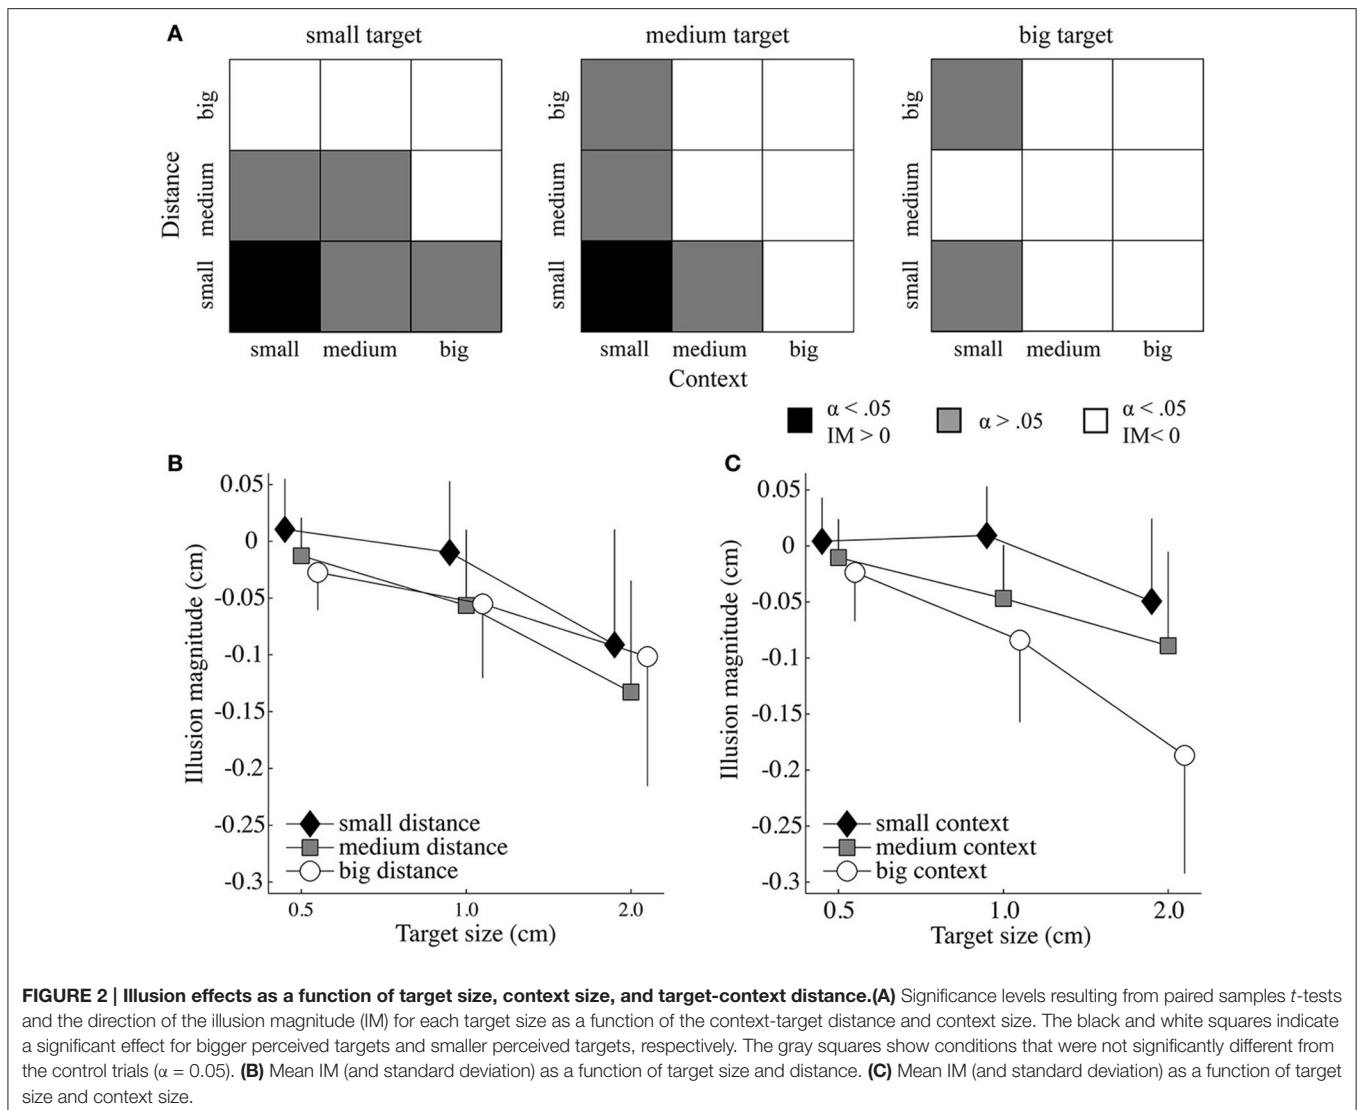 A
small target
medium target
big target
Distance
big
medium
small
big
medium
small
big
medium
small
small medium big
small medium big
small medium big
Context
α < .05
IM > 0
α > .05
α < .05
IM< 0
B
Illusion magnitude (cm)
0.05
0
-0.05
-0.1
-0.15
-0.2
-0.25
-0.3
small distance
medium distance
big distance
0.5 1.0 2.0
Target size (cm)
C
Illusion magnitude (cm)
0.05
0
-0.05
-0.1
-0.15
-0.2
-0.25
-0.3
small context
medium context
big context
0.5 1.0 2.0
Target size (cm)
FIGURE 2 | Illusion effects as a function of target size, context size, and target-context distance.(A) Significance levels resulting from paired samples t-tests
and the direction of the illusion magnitude (IM) for each target size as a function of the context-target distance and context size. The black and white squares indicate
a significant effect for bigger perceived targets and smaller perceived targets, respectively. The gray squares show conditions that were not significantly different from
the control trials (α = 0.05). (B) Mean IM (and standard deviation) as a function of target size and distance. (C) Mean IM (and standard deviation) as a function of target
size and context size.